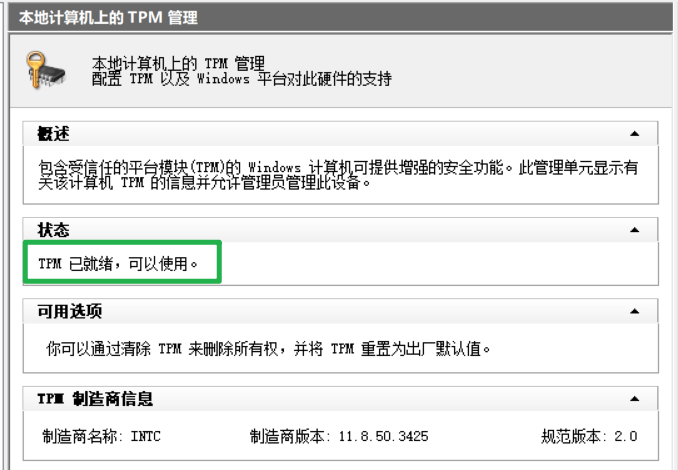 本地计算机上的 TPM 管理
本地计算机上的 TPM 管理
配置 TPM 以及 Windows 平台对此硬件的支持
概述
包含受信任的平台模块(TPM)的 Windows 计算机可提供增强的安全功能。此管理单元显示有
关该计算机 TPM 的信息并允许管理员管理此设备。
状态
TPM 已就绪，可以使用。
可用选项
你可以通过清除 TPM 来删除所有权，并将 TPM 重置为出厂默认值。
TPM 制造商信息
制造商名称: INTC 制造商版本: 11.8.50.3425 规范版本: 2.0